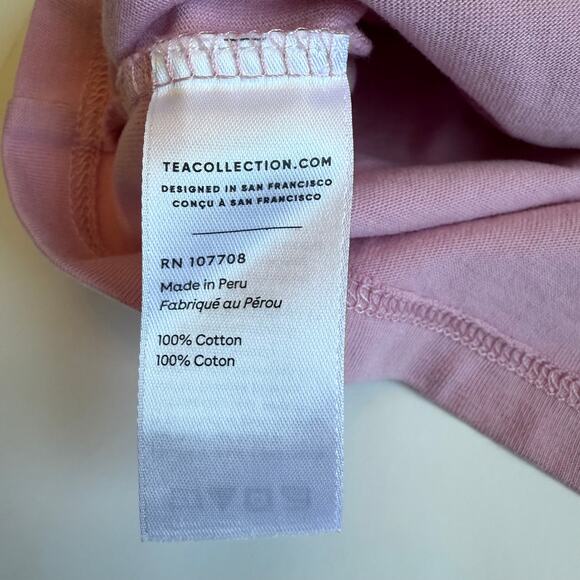 TEACOLLECTION.COM
DESIGNED IN SAN FRANCISCO
CONÇU À SAN FRANCISCO
RN 107708
Made in Peru
Fabriqué au Pérou
100% Cotton
100% Coton